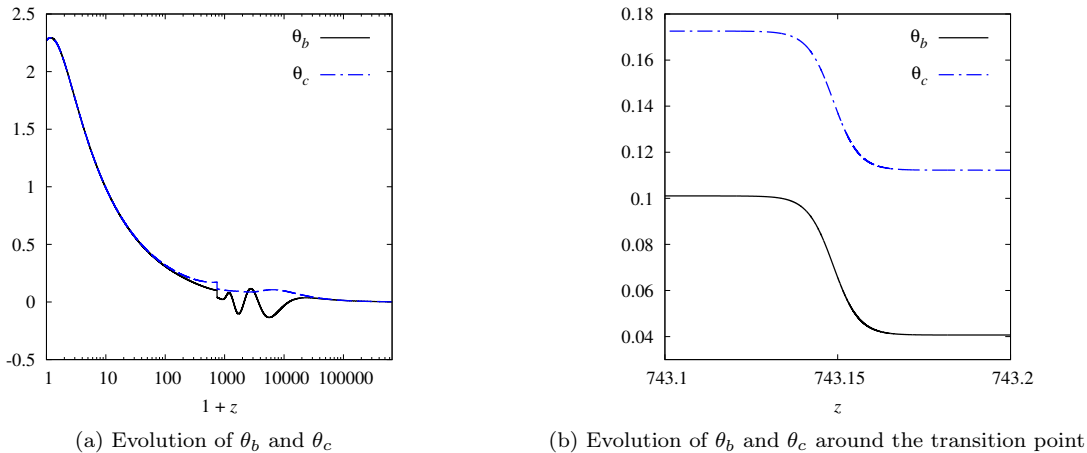 2.5
2
1.5
1
0.5
0
-0.5
1 10 100 1000 10000 100000
1 + z
θb
θc
(a) Evolution of θb and θc
0.18
0.16
0.14
0.12
0.1
0.08
0.06
0.04
743.1 743.15 743.2
z
θb
θc
(b) Evolution of θb and θc around the transition point